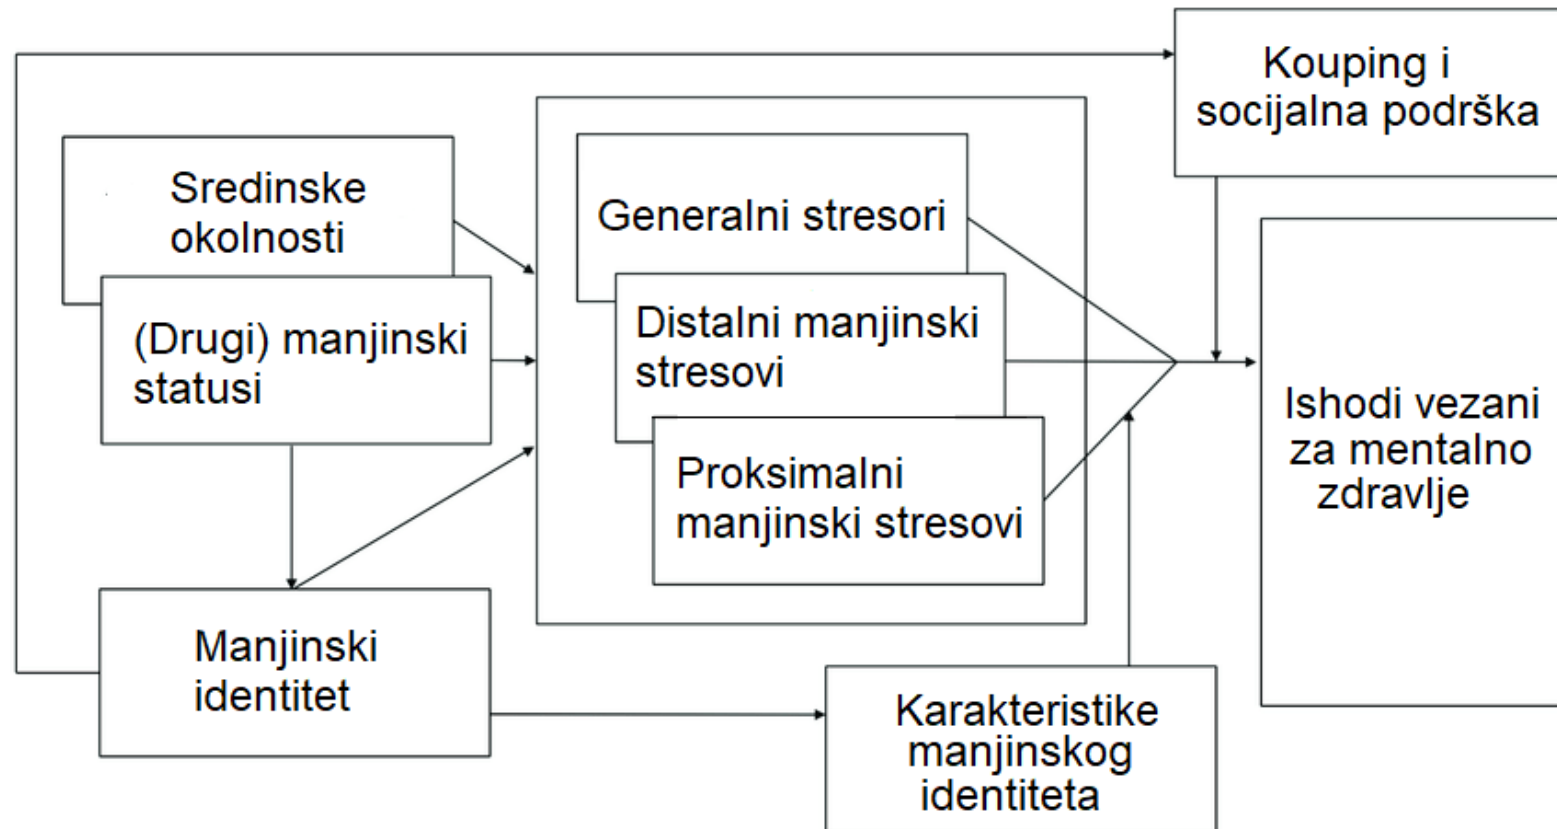 Kouping i
socijalna podrška
Sredinske
okolnosti
Generalni stresori
(Drugi) manjinski
statusi
Distalni manjinski
stresovi
Proksimalni
manjinski stresovi
Ishodi vezani
za mentalno
zdravlje
Manjinski
identitet
Karakteristike
manjinskog
identiteta